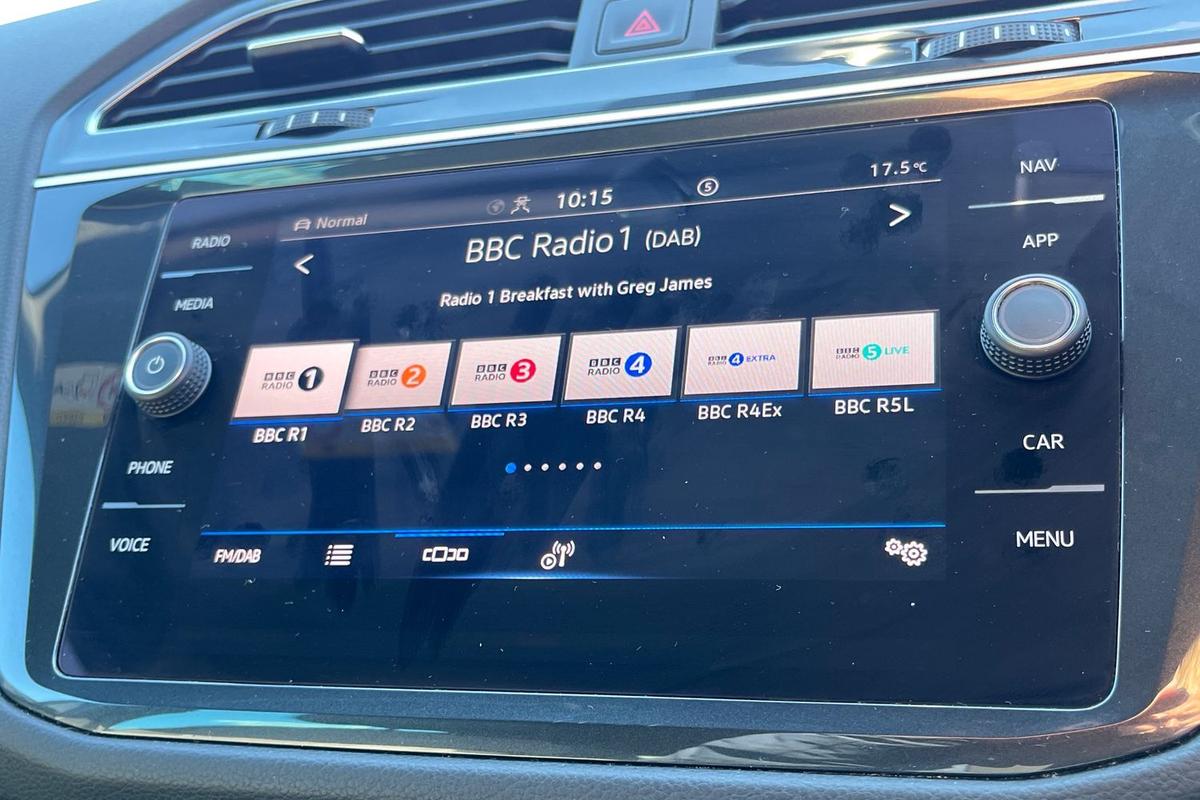 Normal
10:15
5
17.5 °C
NAV
RADIO
< BBC Radio 1 (DAB) >
APP
MEDIA
Radio 1 Breakfast with Greg James
BBC RADIO 1
BBC RADIO 2
BBC RADIO 3
BBC RADIO 4
BBC RADIO 4 EXTRA
BBC RADIO 5 LIVE
BBC R1
BBC R2
BBC R3
BBC R4
BBC R4Ex
BBC R5L
PHONE
CAR
VOICE
FM/DAB
MENU